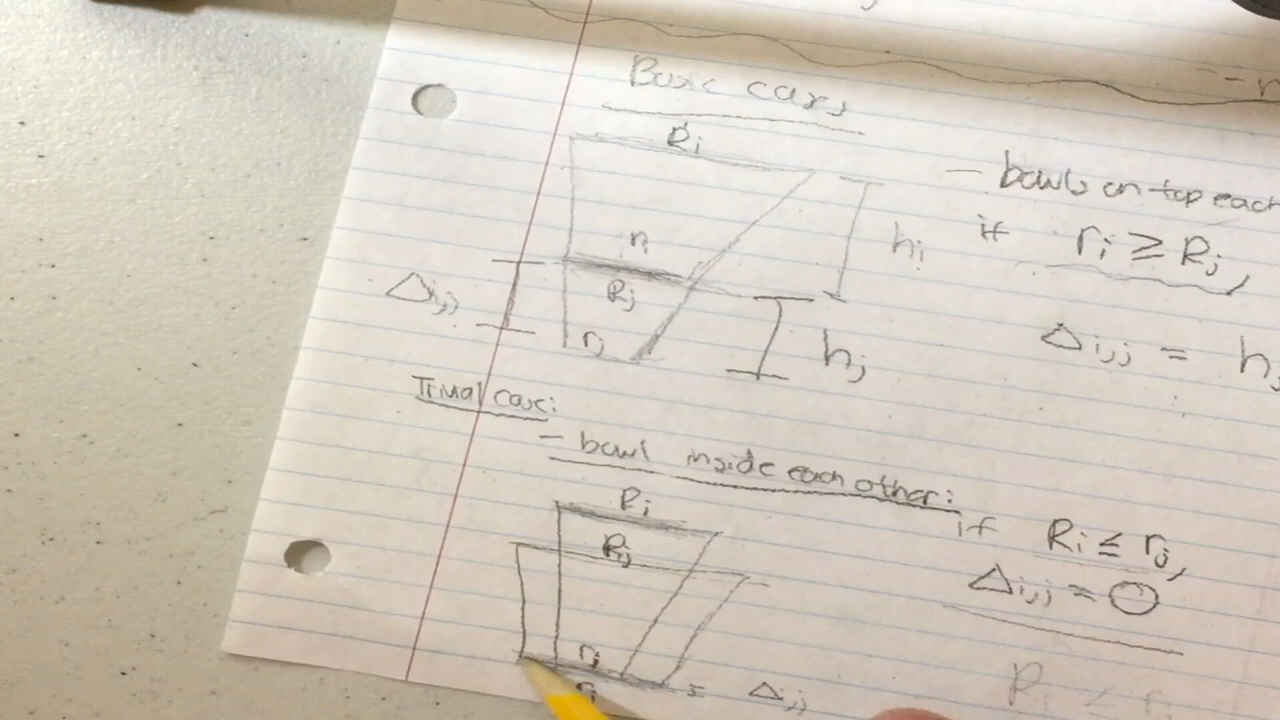 Basic cases
Ri
- bowls on top each
if ri ≥ Rj,
ri
hi
Rj
Δi,j
rj
hj
Δi,j = hj
Trivial case:
- bowl inside each other:
Ri
if Ri ≤ rj,
Rj
Δi,j = 0
ri
rj
= Δi,j